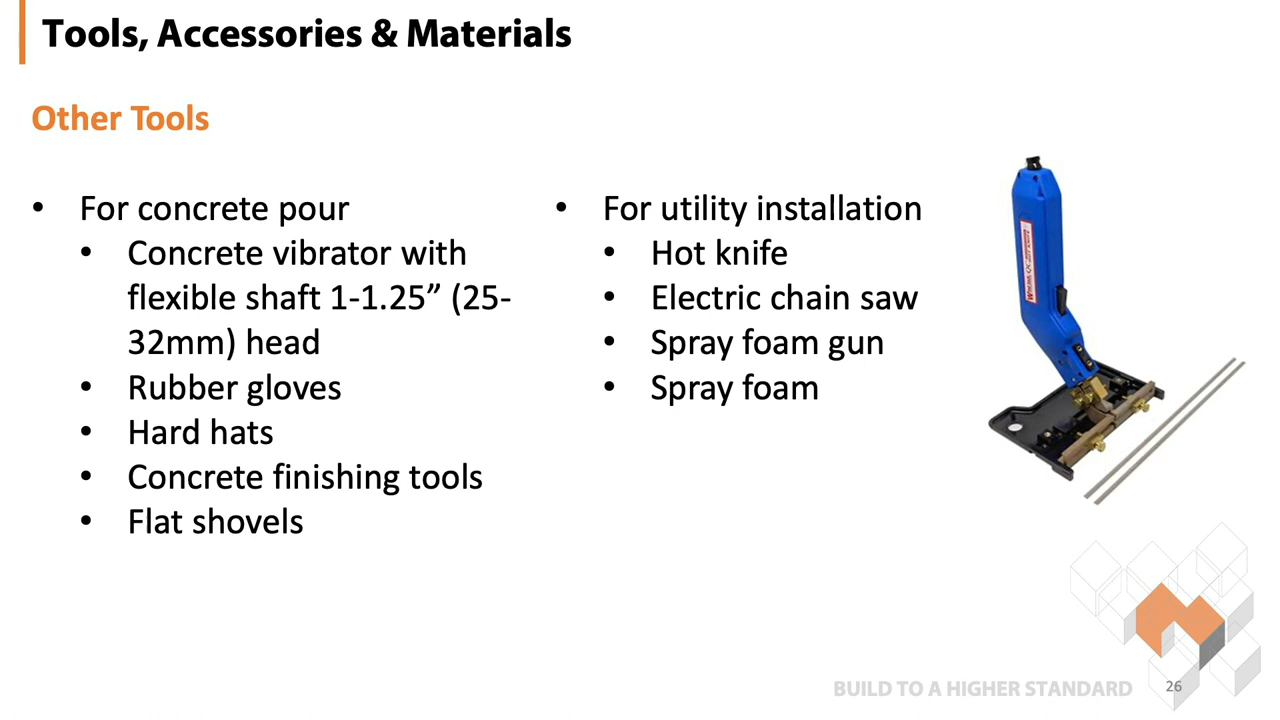 Tools, Accessories & Materials
Other Tools
• For concrete pour
• Concrete vibrator with
flexible shaft 1-1.25” (25-
32mm) head
• Rubber gloves
• Hard hats
• Concrete finishing tools
• Flat shovels
• For utility installation
• Hot knife
• Electric chain saw
• Spray foam gun
• Spray foam
BUILD TO A HIGHER STANDARD
26